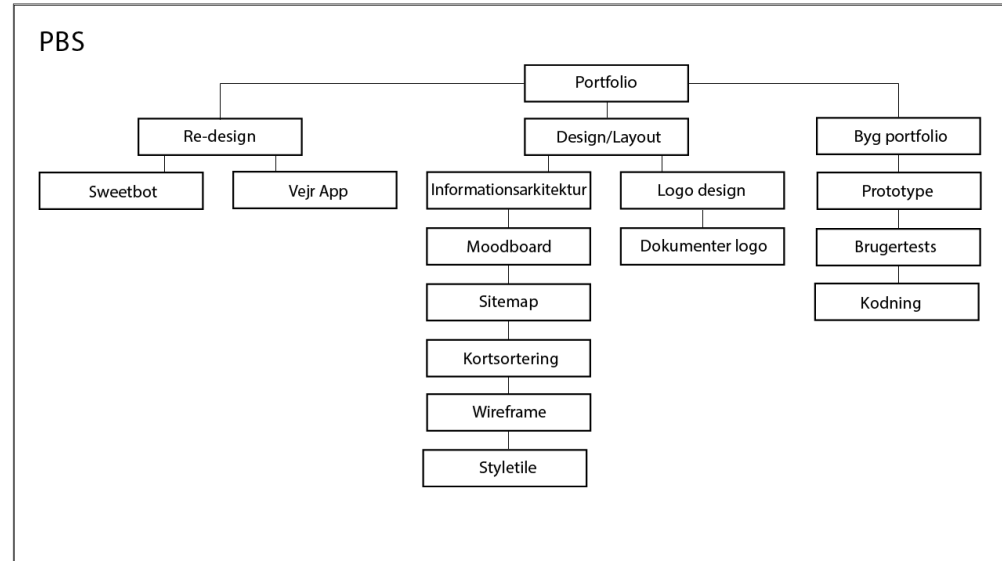 PBS
Portfolio
Re-design
Design/Layout
Byg portfolio
Sweetbot
Vejr App
Informationsarkitektur
Logo design
Prototype
Moodboard
Dokumenter logo
Brugertests
Sitemap
Kodning
Kortsortering
Wireframe
Styletile